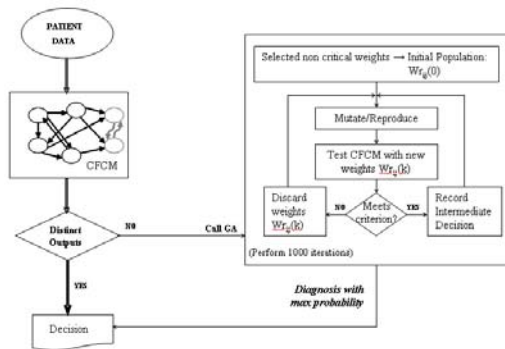 PATIENT
DATA
CFCM
Distinct
Outputs
NO
Call GA
YES
Decision
Selected non critical weights → Initial Population:
Wrij(0)
Mutate/Reproduce
Test CFCM with new
weights Wrij(k)
Discard
weights
Wrij(k)
NO
Meets
criterion?
YES
Record
Intermediate
Decision
(Perform 1000 iterations)
Diagnosis with
max probability